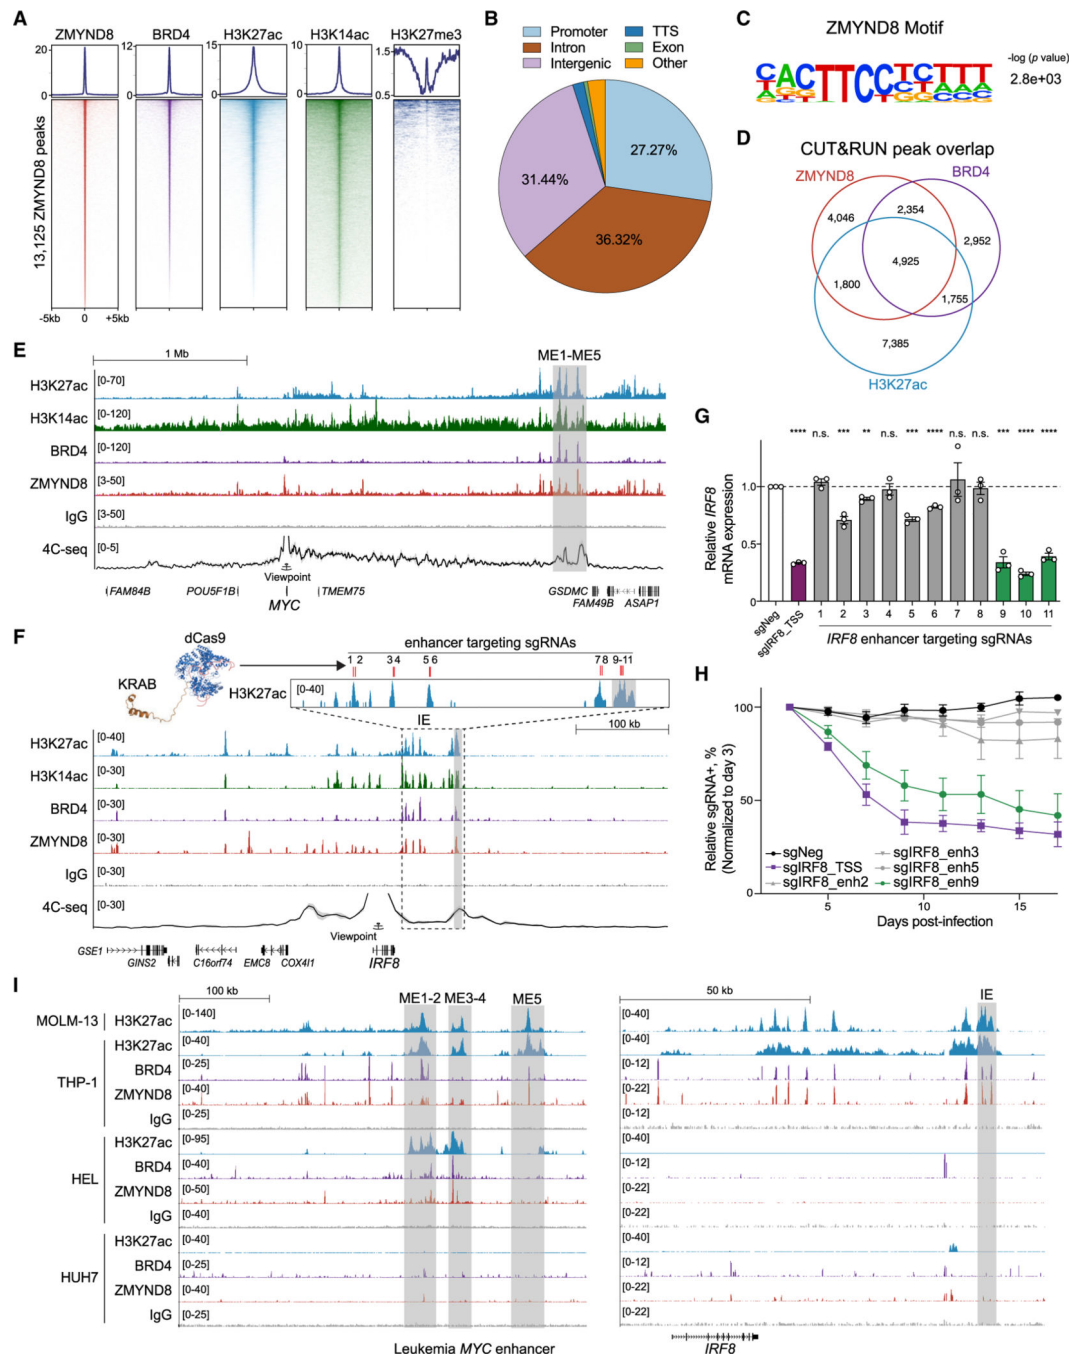 A
ZMYND8 BRD4 H3K27ac H3K14ac H3K27me3
20 12 15 12 1.5
0 0 0 0 0.5
13,125 ZMYND8 peaks
-5kb 0 +5kb
B
Promoter TTS
Intron Exon
Intergenic Other
27.27%
31.44%
36.32%
C
ZMYND8 Motif
-log (p value)
2.8e+03
D
CUT&RUN peak overlap
ZMYND8
BRD4
4,046 2,354
2,952
4,925
1,800 1,755
7,385
H3K27ac
E
1 Mb
ME1-ME5
H3K27ac [0-70]
H3K14ac [0-120]
BRD4 [0-120]
ZMYND8 [3-50]
IgG [3-50]
4C-seq [0-5]
Viewpoint
FAM84B POU5F1B MYC TMEM75 GSDMC
FAM49B ASAP1
F
dCas9
KRAB
enhancer targeting sgRNAs
1 2 34 5 6 78 9-11
H3K27ac [0-40]
IE
100 kb
H3K27ac [0-40]
H3K14ac [0-30]
BRD4 [0-30]
ZMYND8 [0-30]
IgG [0-30]
4C-seq [0-30]
Viewpoint
GSE1 C16orf74 EMC8 IRF8
GINS2 COX4I1
G
**** n.s. *** ** n.s. *** **** n.s. n.s. *** **** ****
Relative IRF8
mRNA expression
1.0
0.5
0
sgNeg
sgIRF8_TSS
1 2 3 4 5 6 7 8 9 10 11
IRF8 enhancer targeting sgRNAs
H
Relative sgRNA+, %
(Normalized to day 3)
100
50
0
sgNeg sgIRF8_enh3
sgIRF8_TSS sgIRF8_enh5
sgIRF8_enh2 sgIRF8_enh9
5 10 15
Days post-infection
I
100 kb
ME1-2 ME3-4 ME5
50 kb
IE
MOLM-13 H3K27ac [0-140] [0-40]
THP-1
H3K27ac [0-40] [0-40]
BRD4 [0-25] [0-12]
ZMYND8 [0-40] [0-22]
IgG [0-25] [0-12]
HEL
H3K27ac [0-95] [0-40]
BRD4 [0-40] [0-12]
ZMYND8 [0-50] [0-22]
IgG [0-40] [0-22]
HUH7
H3K27ac [0-40] [0-40]
BRD4 [0-25] [0-12]
ZMYND8 [0-40] [0-22]
IgG [0-25] [0-22]
Leukemia MYC enhancer
IRF8